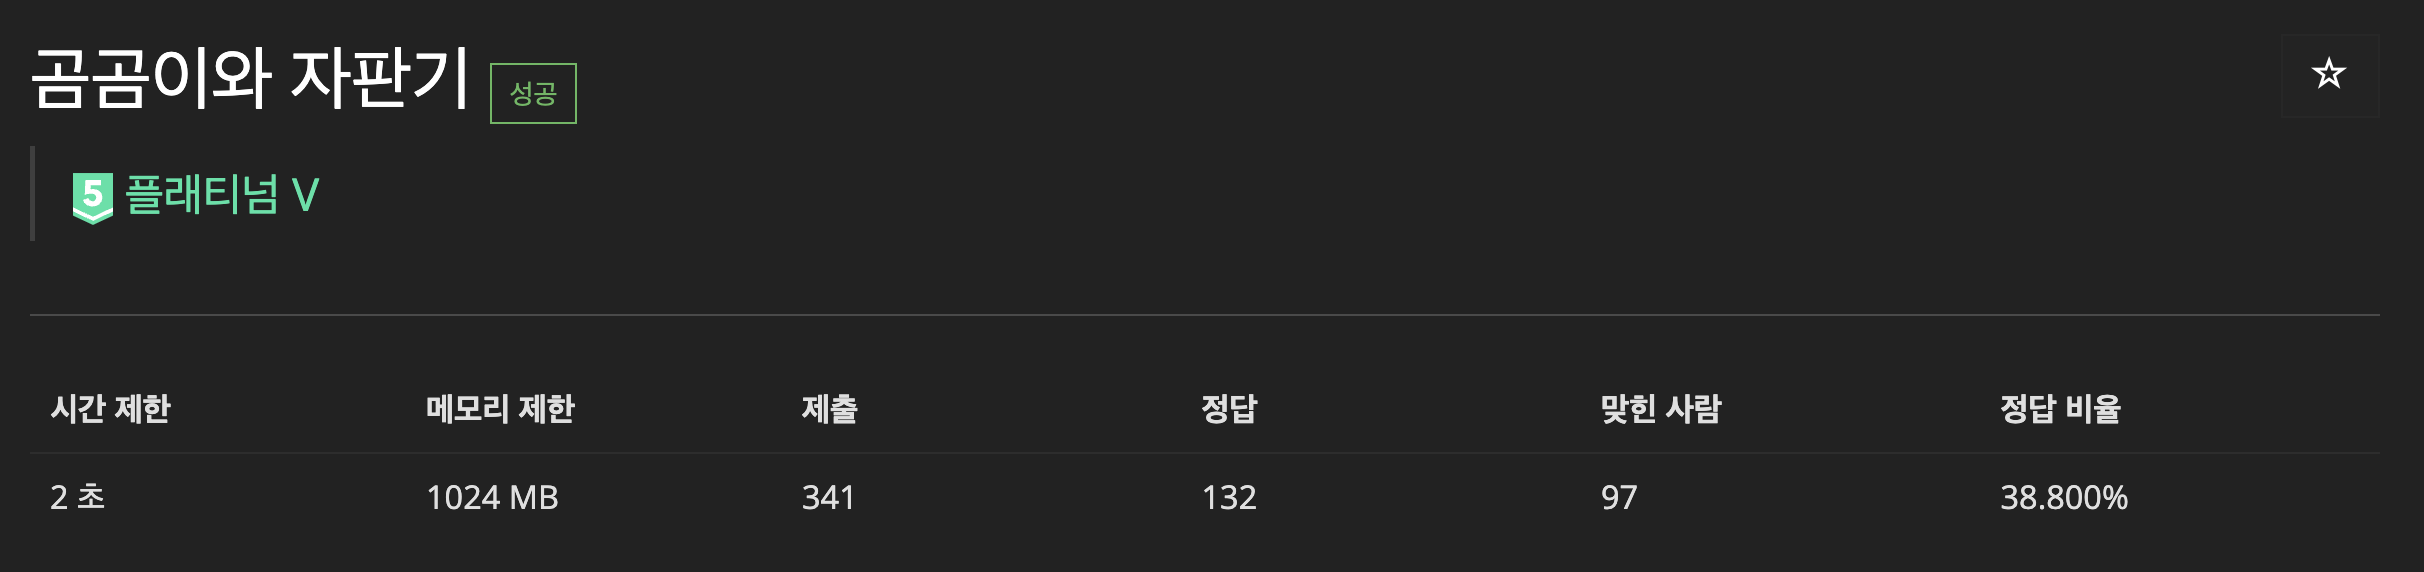 곰곰이와 자판기 성공
5 플래티넘 V
시간 제한 메모리 제한 제출 정답 맞힌 사람 정답 비율
2 초 1024 MB 341 132 97 38.800%